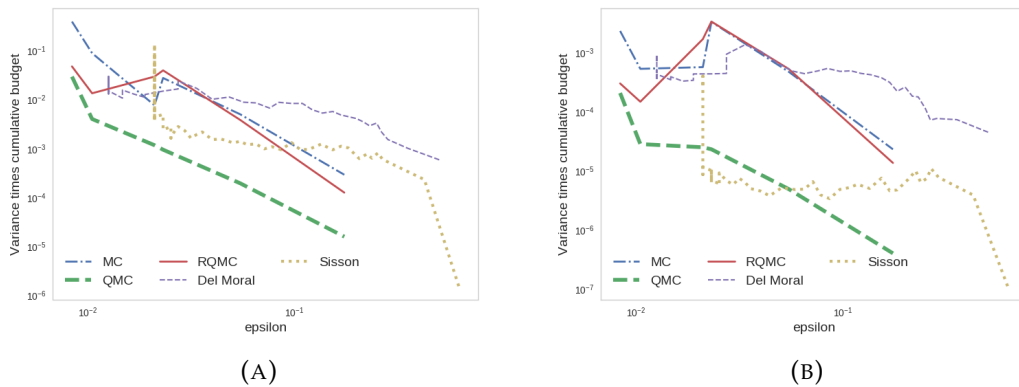 Variance times cumulative budget
10⁻¹
10⁻²
10⁻³
10⁻⁴
10⁻⁵
10⁻⁶
MC
QMC
RQMC
Del Moral
Sisson
10⁻² 10⁻¹
epsilon
(A)
Variance times cumulative budget
10⁻³
10⁻⁴
10⁻⁵
10⁻⁶
10⁻⁷
MC
QMC
RQMC
Del Moral
Sisson
10⁻² 10⁻¹
epsilon
(B)